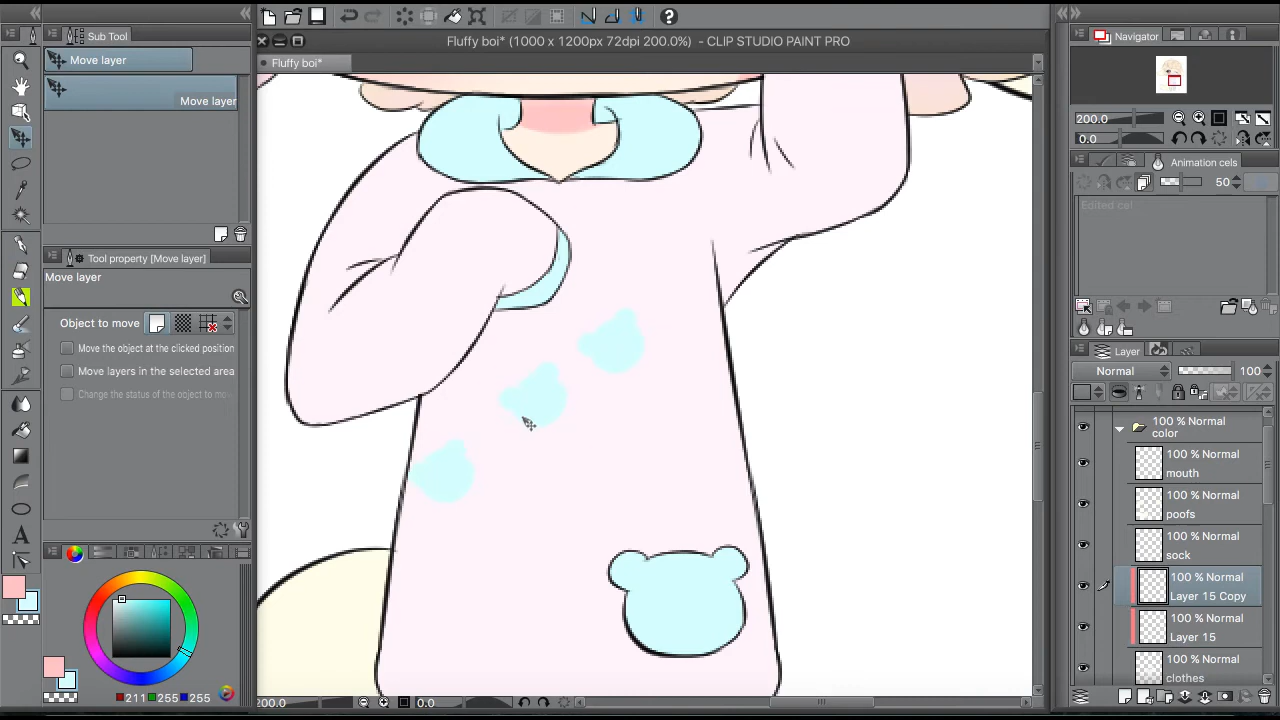 Sub Tool
Move layer
Move layer
Tool property [Move layer]
Move layer
Object to move
Move the object at the clicked position
Move layers in the selected area
Change the status of the object to mov
211 255 255
Fluffy boi* (1000 x 1200px 72dpi 200.0%) - CLIP STUDIO PAINT PRO
Fluffy boi*
200.0
0.0
Navigator
200.0
0.0
Animation cels
50
Edited cel
Layer
Normal
100
100 % Normal
color
100 % Normal
mouth
100 % Normal
poofs
100 % Normal
sock
100 % Normal
Layer 15 Copy
100 % Normal
Layer 15
100 % Normal
clothes